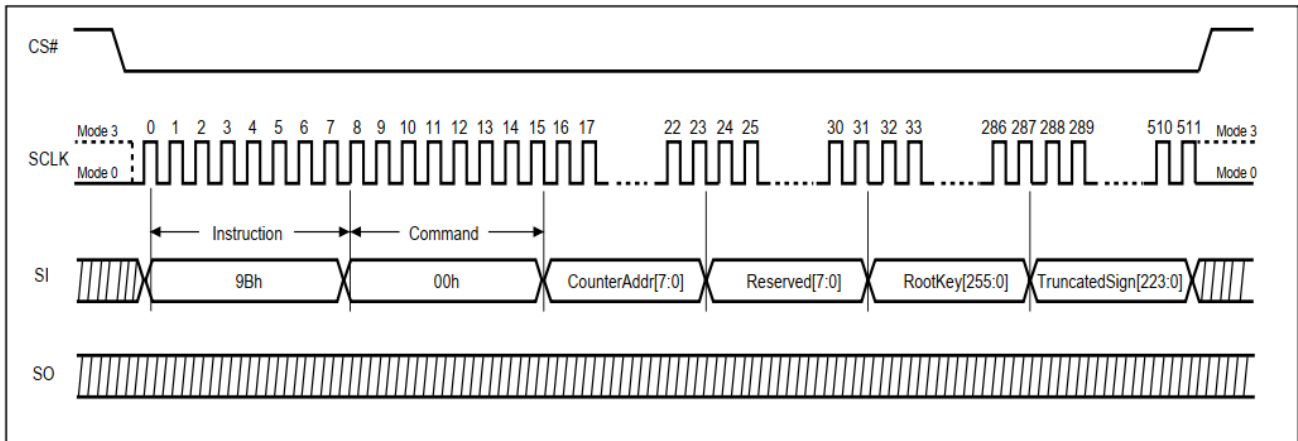 CS#
0 1 2 3 4 5 6 7 8 9 10 11 12 13 14 15 16 17 22 23 24 25 30 31 32 33 286 287 288 289 510 511
Mode 3 Mode 3
SCLK
Mode 0 Mode 0
Instruction Command
SI 9Bh 00h CounterAddr[7:0] Reserved[7:0] RootKey[255:0] TruncatedSign[223:0]
SO